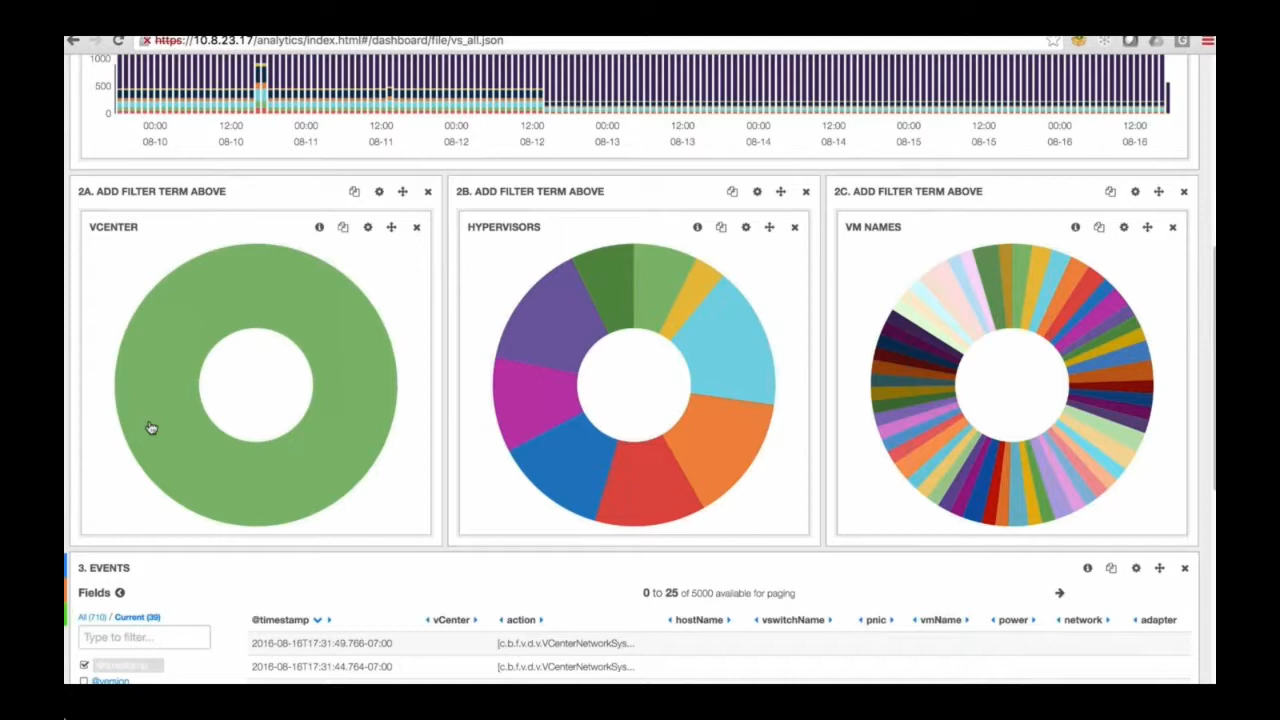 https://10.8.23.17/analytics/index.html#/dashboard/file/vs_all.json
1000
500
0
00:00 12:00 00:00 12:00 00:00 12:00 00:00 12:00 00:00 12:00 00:00 12:00 00:00 12:00
08-10 08-10 08-11 08-11 08-12 08-12 08-13 08-13 08-14 08-14 08-15 08-15 08-16 08-16
2A. ADD FILTER TERM ABOVE 2B. ADD FILTER TERM ABOVE 2C. ADD FILTER TERM ABOVE
VCENTER HYPERVISORS VM NAMES
3. EVENTS
Fields 0 to 25 of 5000 available for paging
All (710) / Current (39)
Type to filter...
@timestamp vCenter action hostName vswitchName pnic vmName power network adapter
2016-08-16T17:31:49.766-07:00 [c.b.f.v.d.v.VCenterNetworkSys...
@timestamp 2016-08-16T17:31:44.764-07:00 [c.b.f.v.d.v.VCenterNetworkSys...
@version